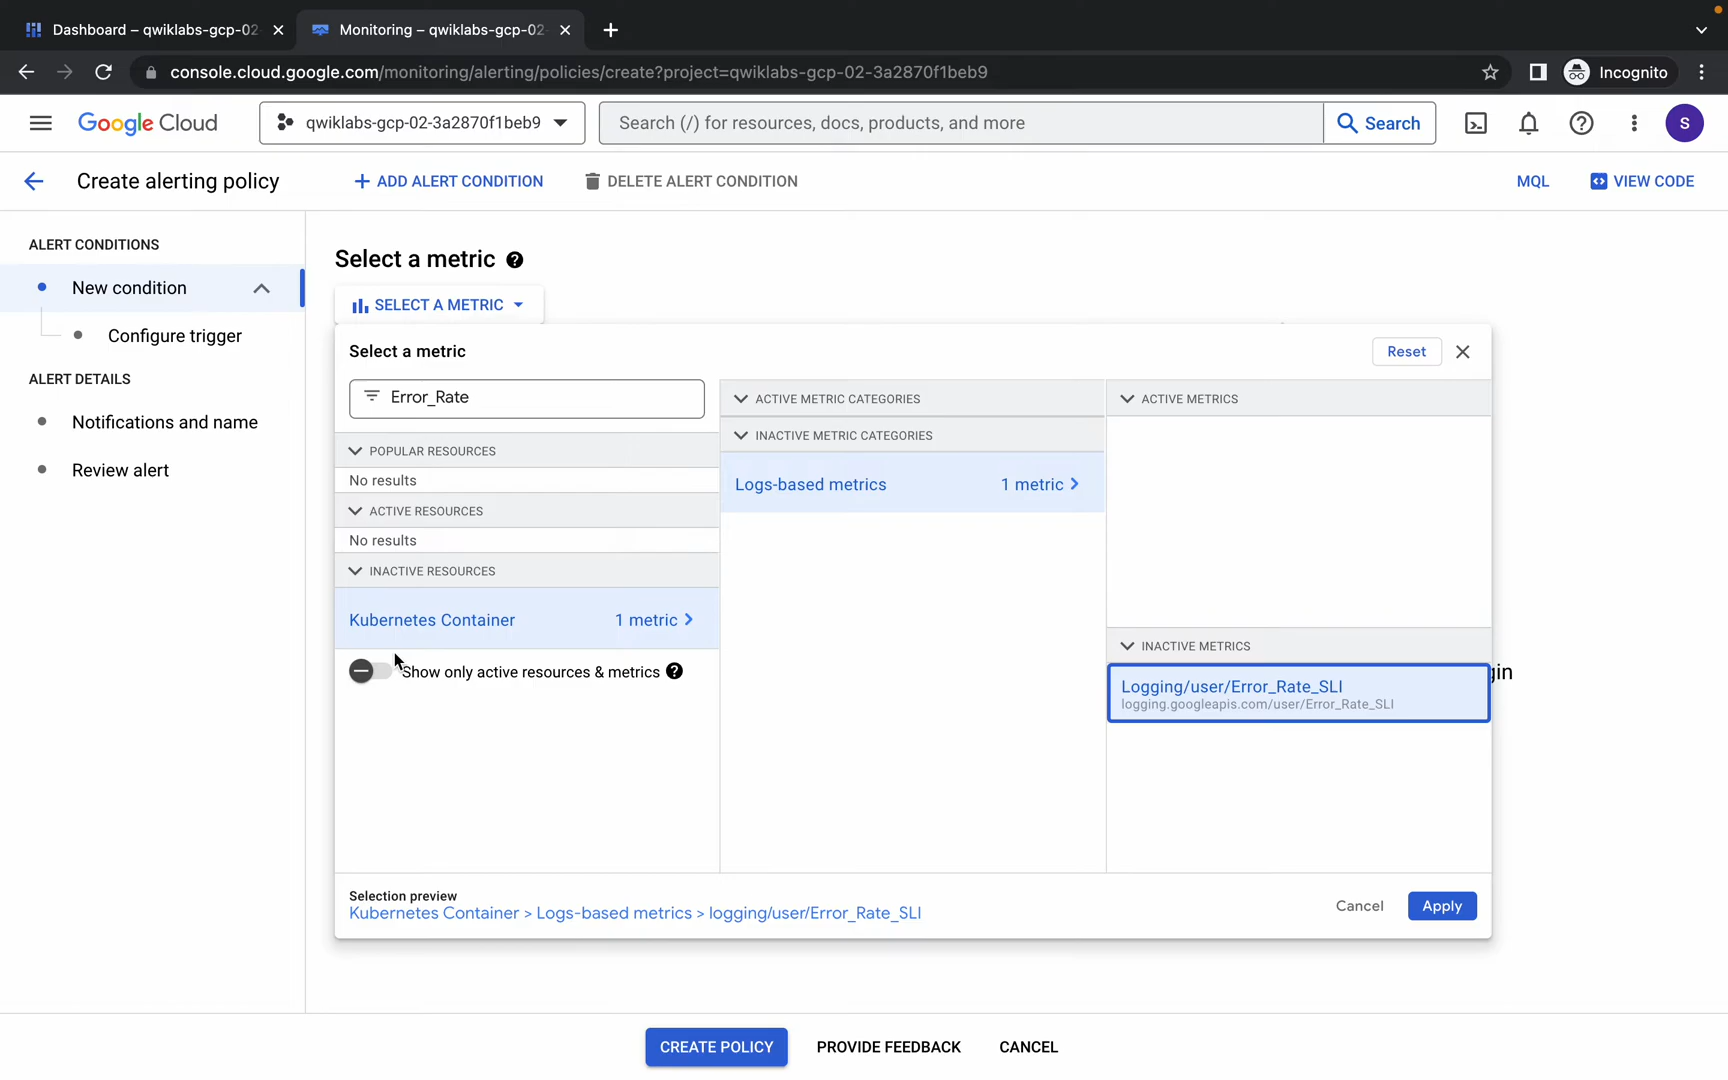 Dashboard – qwiklabs-gcp-02
Monitoring – qwiklabs-gcp-02
console.cloud.google.com/monitoring/alerting/policies/create?project=qwiklabs-gcp-02-3a2870f1beb9
Incognito
Google Cloud
qwiklabs-gcp-02-3a2870f1beb9
Search (/) for resources, docs, products, and more
Search
S
Create alerting policy
ADD ALERT CONDITION
DELETE ALERT CONDITION
MQL
VIEW CODE
ALERT CONDITIONS
New condition
Configure trigger
ALERT DETAILS
Notifications and name
Review alert
Select a metric
SELECT A METRIC
Select a metric
Reset
Error_Rate
POPULAR RESOURCES
No results
ACTIVE RESOURCES
No results
INACTIVE RESOURCES
Kubernetes Container 1 metric
Show only active resources & metrics
ACTIVE METRIC CATEGORIES
INACTIVE METRIC CATEGORIES
Logs-based metrics 1 metric
ACTIVE METRICS
INACTIVE METRICS
Logging/user/Error_Rate_SLI
logging.googleapis.com/user/Error_Rate_SLI
Selection preview
Kubernetes Container > Logs-based metrics > logging/user/Error_Rate_SLI
Cancel
Apply
CREATE POLICY
PROVIDE FEEDBACK
CANCEL